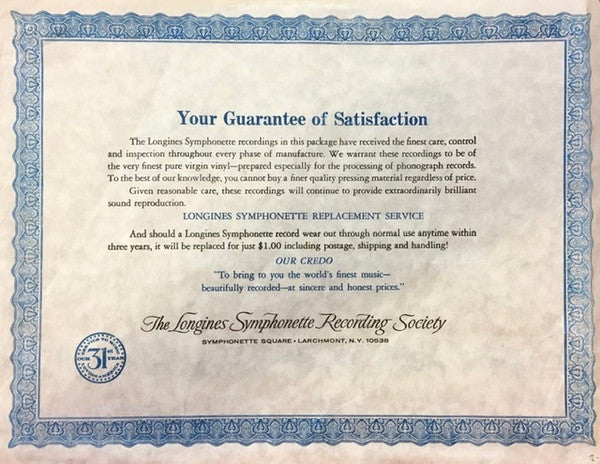 Your Guarantee of Satisfaction
The Longines Symphonette recordings in this package have received the finest care, control
and inspection throughout every phase of manufacture. We warrant these recordings to be of
the very finest pure virgin vinyl—prepared especially for the processing of phonograph records.
To the best of our knowledge, you cannot buy a finer quality pressing material regardless of price.
Given reasonable care, these recordings will continue to provide extraordinarily brilliant
sound reproduction.
LONGINES SYMPHONETTE REPLACEMENT SERVICE
And should a Longines Symphonette record wear out through normal use anytime within
three years, it will be replaced for just $1.00 including postage, shipping and handling!
OUR CREDO
"To bring to you the world's finest music—
beautifully recorded—at sincere and honest prices."
The Longines Symphonette Recording Society
SYMPHONETTE SQUARE • LARCHMONT, N.Y. 10538
OUR 31st YEAR